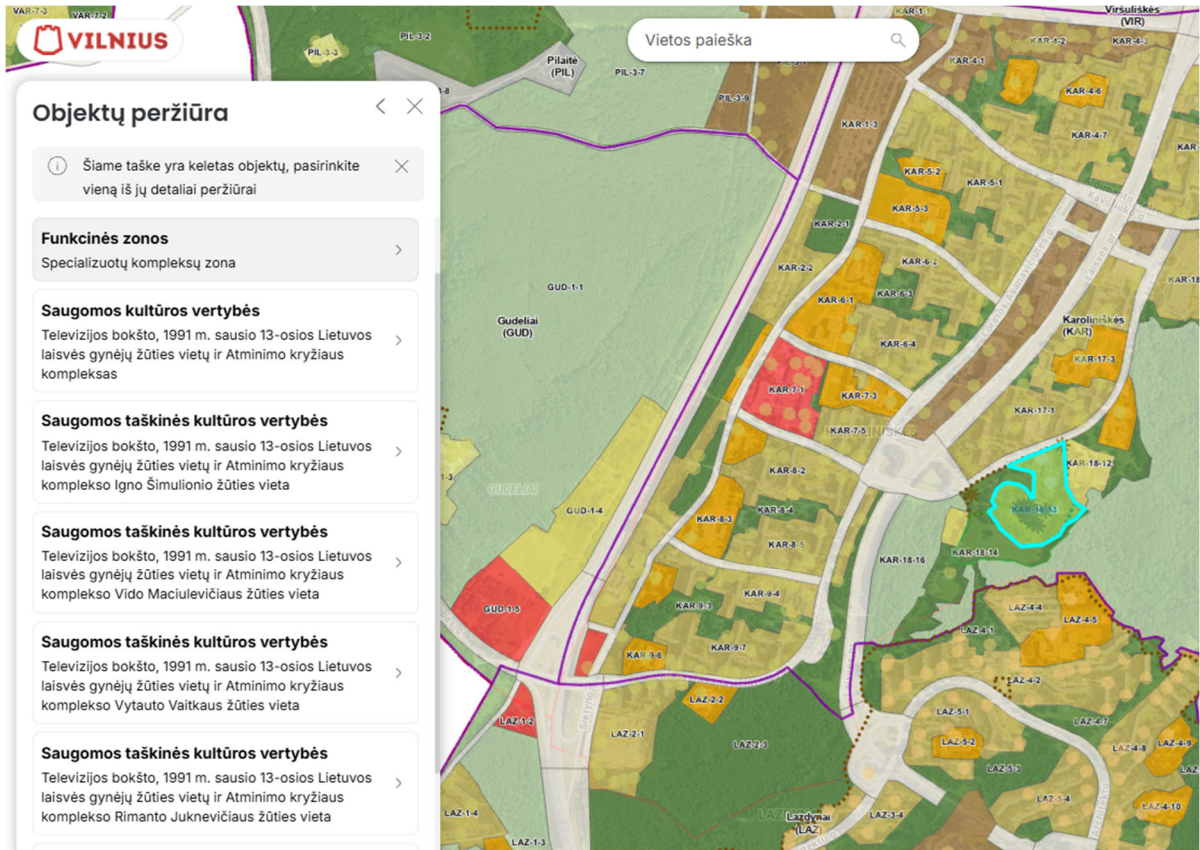 VAR-7-3
VAR-7-2
VILNIUS
PIL-3-3
PIL-3-2
Pilaitė
(PIL)
PIL-3-7
PIL-3-9
Vietos paieška
KAR-1-1
Viršuliškės
(VIR)
KAR-4-2
KAR-4-3
KAR-4-1
KAR-4-6
KAR-1-3
KAR-4-7
KAR-5-2
KAR-5-1
KAR-5-3
KAR-2-1
KAR-2-2
KAR-6-2
KAR-6-3
KAR-6-1
KAR-6-4
Karoliniškės
(KAR)
KAR-17-3
KAR-17-1
KAR-7-1
KAR-7-3
KAR-7-5
GUD-1-1
Gudeliai
(GUD)
GUDELIAI
GUD-1-4
GUD-1-5
KAR-8-2
KAR-8-3
KAR-8-4
KAR-8-5
KAR-18-12
KAR-18-13
KAR-18-14
KAR-18-16
KAR-9-4
KAR-9-3
KAR-9-6
KAR-9-7
LAZ-4-4
LAZ-4-5
LAZ-4-1
LAZ-4-2
LAZ-4-7
LAZ-4-8
LAZ-4-9
LAZ-4-10
LAZ-1-2
LAZ-2-2
LAZ-2-1
LAZ-2-3
LAZ-5-1
LAZ-5-2
LAZ-5-3
LAZ-5-4
LAZ-3-4
Lazdynai
(LAZ)
LAZ-1-4
LAZ-1-3
Objektų peržiūra
Šiame taške yra keletas objektų, pasirinkite
vieną iš jų detaliai peržiūrai
Funkcinės zonos
Specializuotų kompleksų zona
Saugomos kultūros vertybės
Televizijos bokšto, 1991 m. sausio 13-osios Lietuvos
laisvės gynėjų žūties vietų ir Atminimo kryžiaus
kompleksas
Saugomos taškinės kultūros vertybės
Televizijos bokšto, 1991 m. sausio 13-osios Lietuvos
laisvės gynėjų žūties vietų ir Atminimo kryžiaus
komplekso Igno Šimulionio žūties vieta
Saugomos taškinės kultūros vertybės
Televizijos bokšto, 1991 m. sausio 13-osios Lietuvos
laisvės gynėjų žūties vietų ir Atminimo kryžiaus
komplekso Vido Maciulevičiaus žūties vieta
Saugomos taškinės kultūros vertybės
Televizijos bokšto, 1991 m. sausio 13-osios Lietuvos
laisvės gynėjų žūties vietų ir Atminimo kryžiaus
komplekso Vytauto Vaitkaus žūties vieta
Saugomos taškinės kultūros vertybės
Televizijos bokšto, 1991 m. sausio 13-osios Lietuvos
laisvės gynėjų žūties vietų ir Atminimo kryžiaus
komplekso Rimanto Juknevičiaus žūties vieta